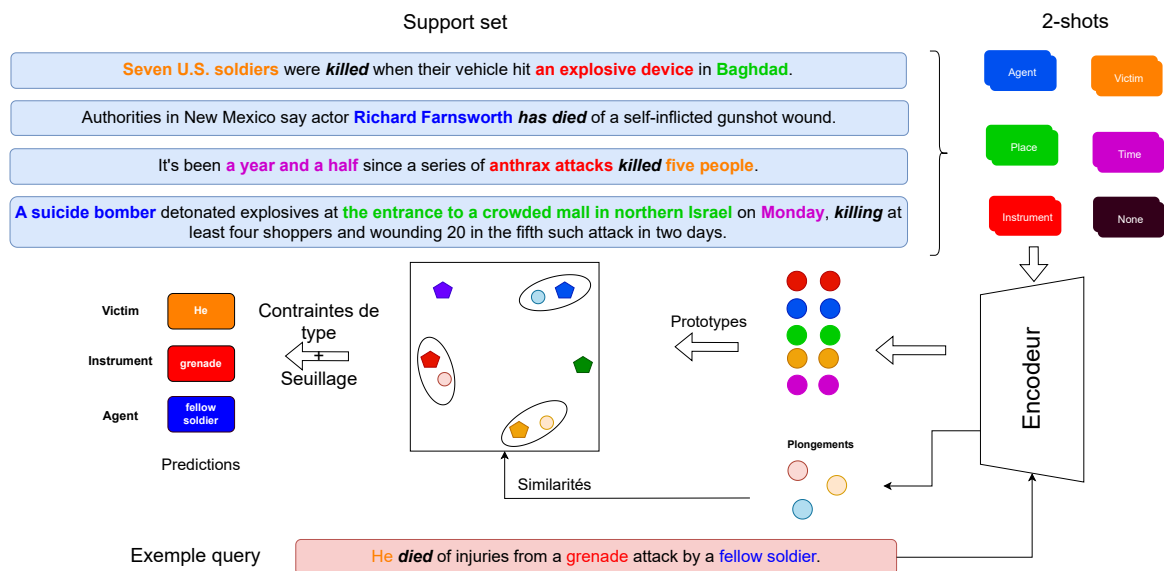 Support set
2-shots
Seven U.S. soldiers were killed when their vehicle hit an explosive device in Baghdad.
Authorities in New Mexico say actor Richard Farnsworth has died of a self-inflicted gunshot wound.
It's been a year and a half since a series of anthrax attacks killed five people.
A suicide bomber detonated explosives at the entrance to a crowded mall in northern Israel on Monday, killing at
least four shoppers and wounding 20 in the fifth such attack in two days.
Agent
Victim
Place
Time
Instrument
None
Encodeur
Prototypes
Plongements
Similarités
Contraintes de
type
+
Seuillage
Victim
He
Instrument
grenade
Agent
fellow
soldier
Predictions
Exemple query
He died of injuries from a grenade attack by a fellow soldier.